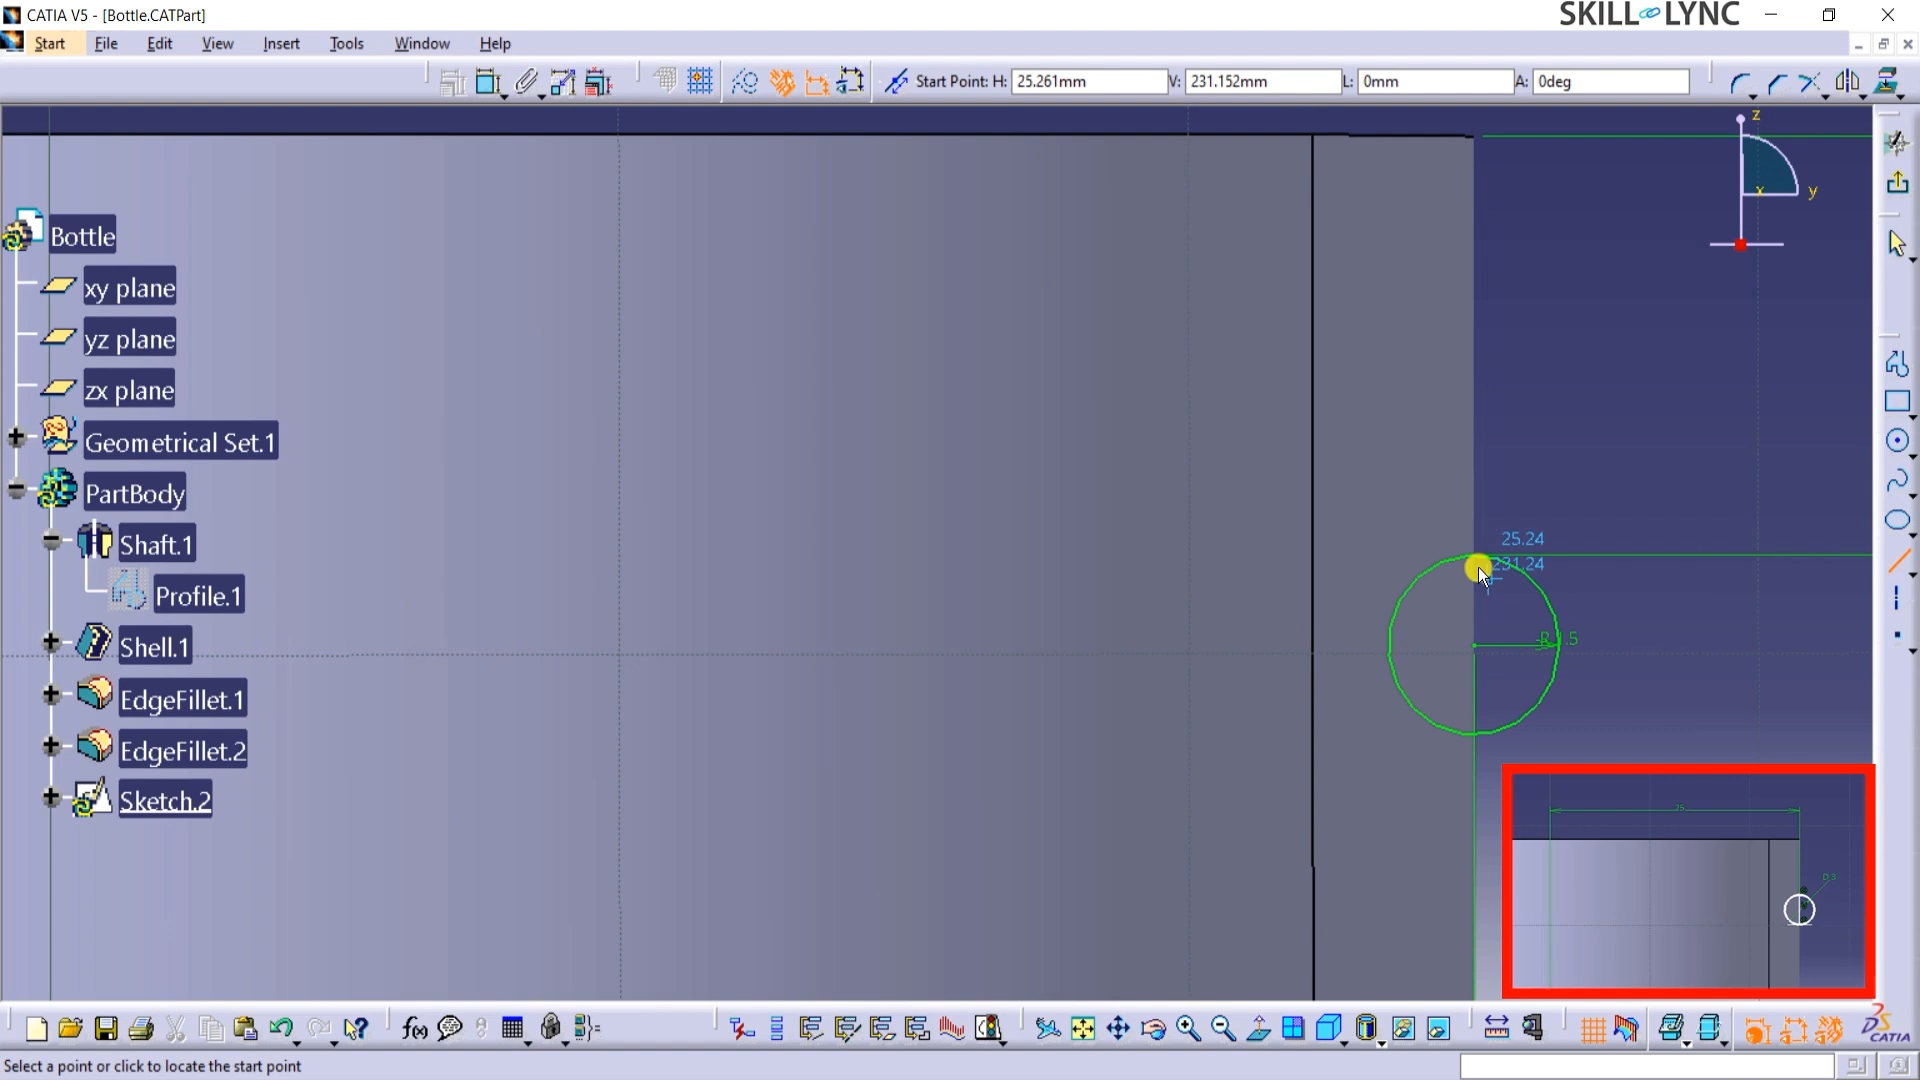 CATIA V5 - [Bottle.CATPart]
SKILL LYNC
Start File Edit View Insert Tools Window Help
Start Point: H: 25.261mm V: 231.152mm L: 0mm A: 0deg
z
x
y
Bottle
xy plane
yz plane
zx plane
Geometrical Set.1
PartBody
Shaft.1
Profile.1
Shell.1
EdgeFillet.1
EdgeFillet.2
Sketch.2
25.24
231.24
25
D 3
f(x)
CATIA
Select a point or click to locate the start point